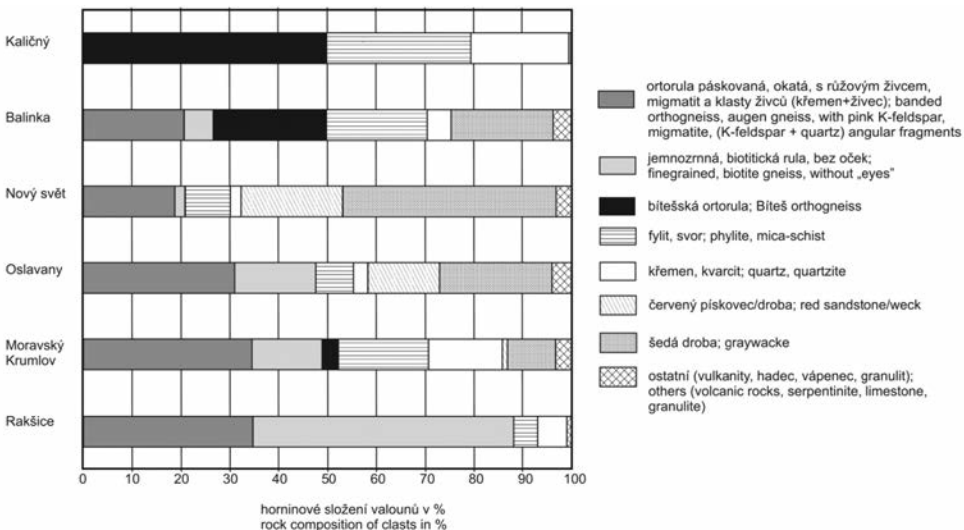 Kaličný
Balinka
Nový svět
Oslavany
Moravský
Krumlov
Rakšice
0 10 20 30 40 50 60 70 80 90 100
horninové složení valounů v %
rock composition of clasts in %
ortorula páskovaná, okatá, s růžovým živcem,
migmatit a klasty živců (křemen+živec); banded
orthogneiss, augen gneiss, with pink K-feldspar,
migmatite, (K-feldspar + quartz) angular fragments
jemnozrnná, biotitická rula, bez oček;
finegrained, biotite gneiss, without „eyes”
bítešská ortorula; Bíteš orthogneiss
fylit, svor; phylite, mica-schist
křemen, kvarcit; quartz, quartzite
červený pískovec/droba; red sandstone/weck
šedá droba; graywacke
ostatní (vulkanity, hadec, vápenec, granulit);
others (volcanic rocks, serpentinite, limestone,
granulite)